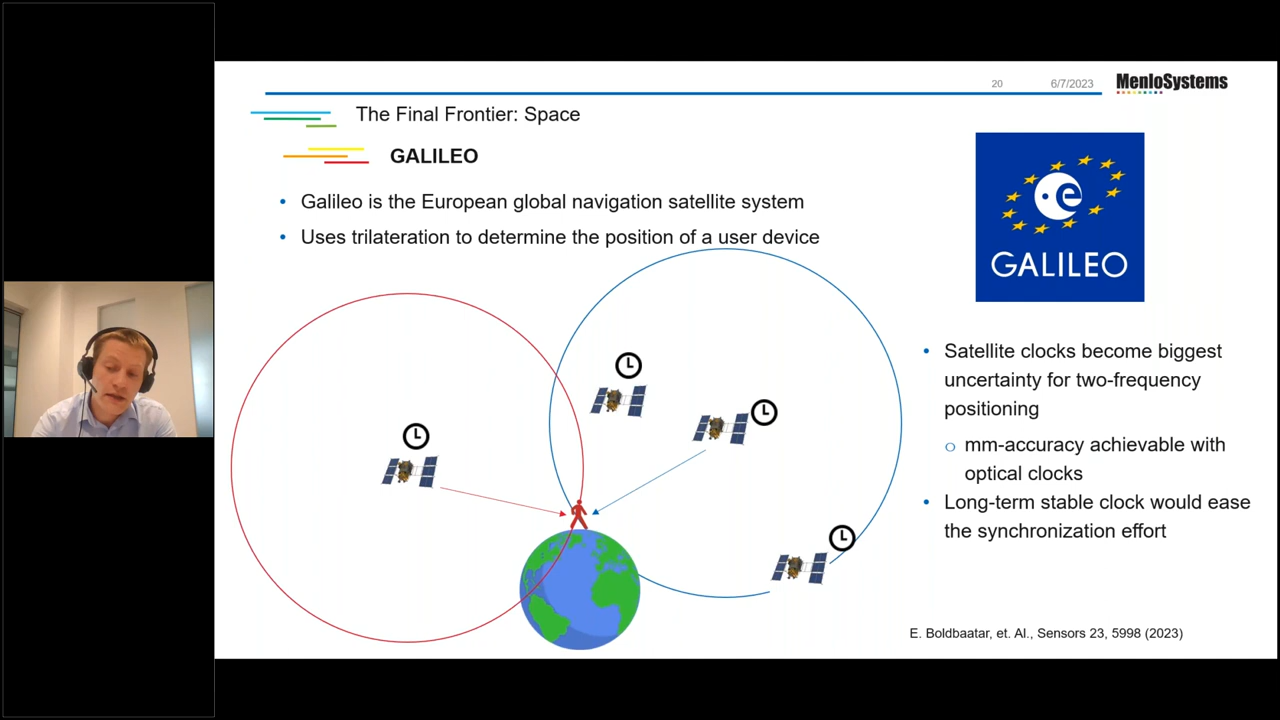 20
6/7/2023
MenloSystems
The Final Frontier: Space
GALILEO
• Galileo is the European global navigation satellite system
• Uses trilateration to determine the position of a user device
GALILEO
• Satellite clocks become biggest
uncertainty for two-frequency
positioning
o mm-accuracy achievable with
optical clocks
• Long-term stable clock would ease
the synchronization effort
E. Boldbaatar, et. Al., Sensors 23, 5998 (2023)